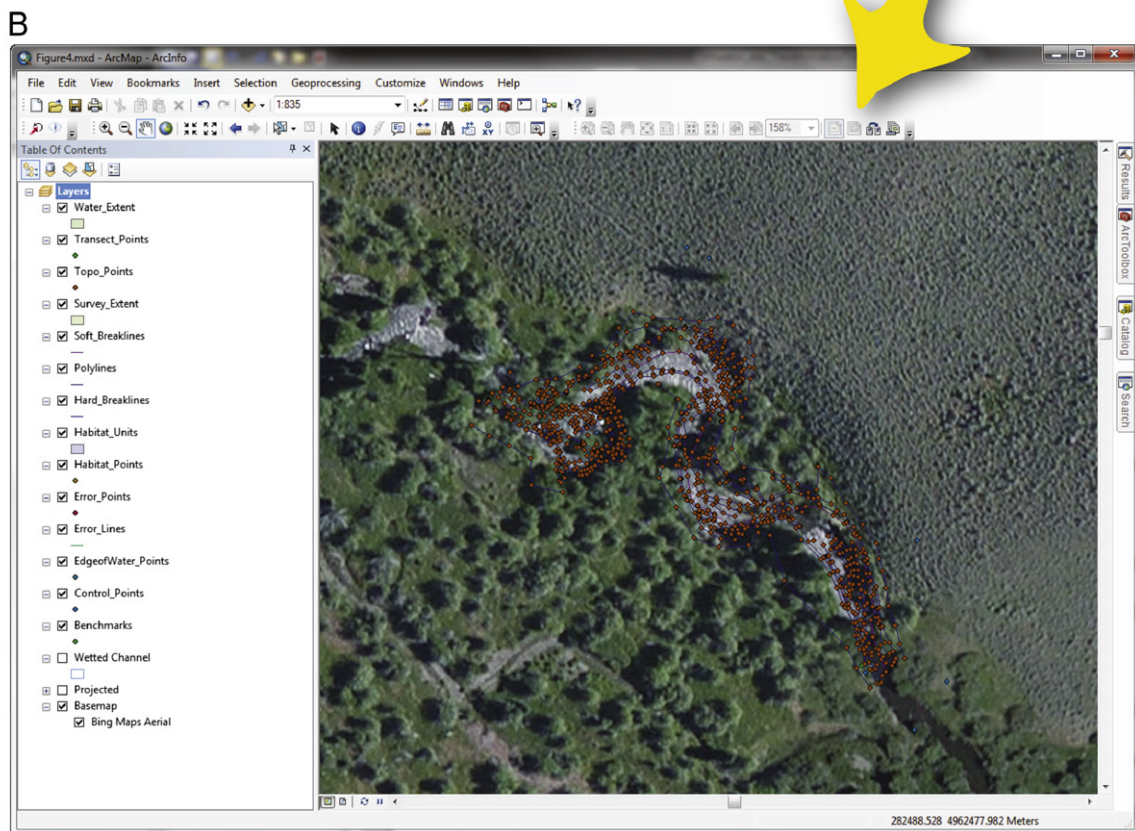 B
Figure4.mxd - ArcMap - ArcInfo
File Edit View Bookmarks Insert Selection Geoprocessing Customize Windows Help
1:835
158%
Table Of Contents
Layers
Water_Extent
Transect_Points
Topo_Points
Survey_Extent
Soft_Breaklines
Polylines
Hard_Breaklines
Habitat_Units
Habitat_Points
Error_Points
Error_Lines
EdgeofWater_Points
Control_Points
Benchmarks
Wetted Channel
Projected
Basemap
Bing Maps Aerial
Results
ArcToolbox
Catalog
Search
282488.528 4962477.982 Meters